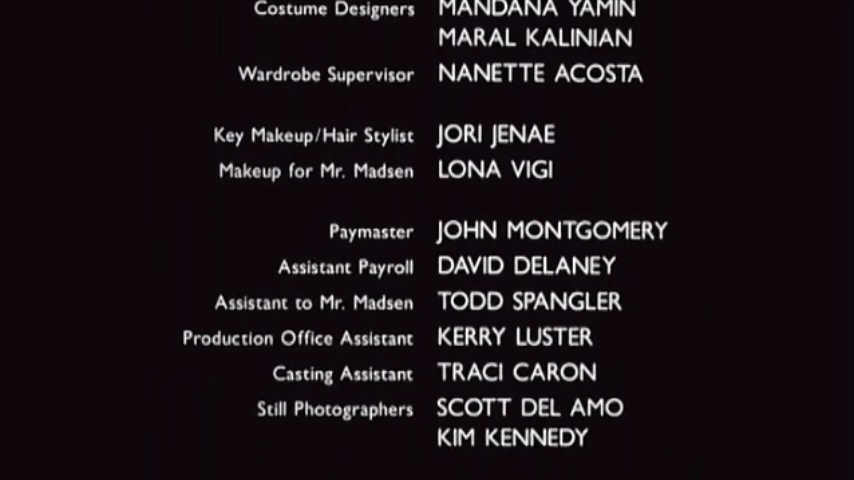 Costume Designers MANDANA YAMIN
MARAL KALINIAN
Wardrobe Supervisor NANETTE ACOSTA
Key Makeup/Hair Stylist JORI JENAE
Makeup for Mr. Madsen LONA VIGI
Paymaster JOHN MONTGOMERY
Assistant Payroll DAVID DELANEY
Assistant to Mr. Madsen TODD SPANGLER
Production Office Assistant KERRY LUSTER
Casting Assistant TRACI CARON
Still Photographers SCOTT DEL AMO
KIM KENNEDY